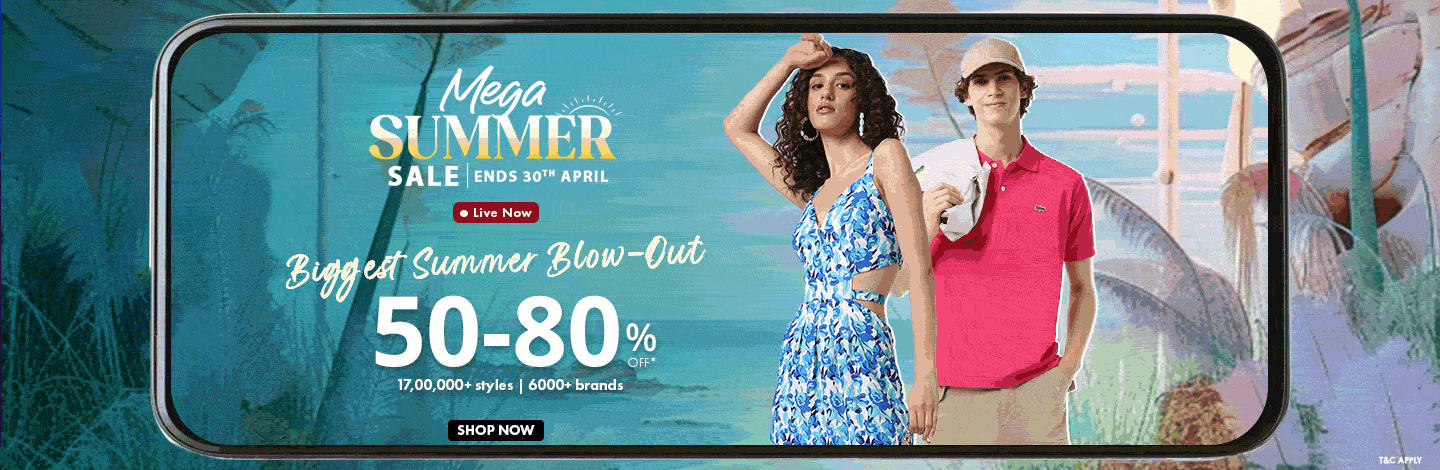 Mega
SUMMER
SALE | ENDS 30TH APRIL
Live Now
Biggest Summer Blow-Out
50-80%
OFF*
17,00,000+ styles | 6000+ brands
SHOP NOW
T&C APPLY